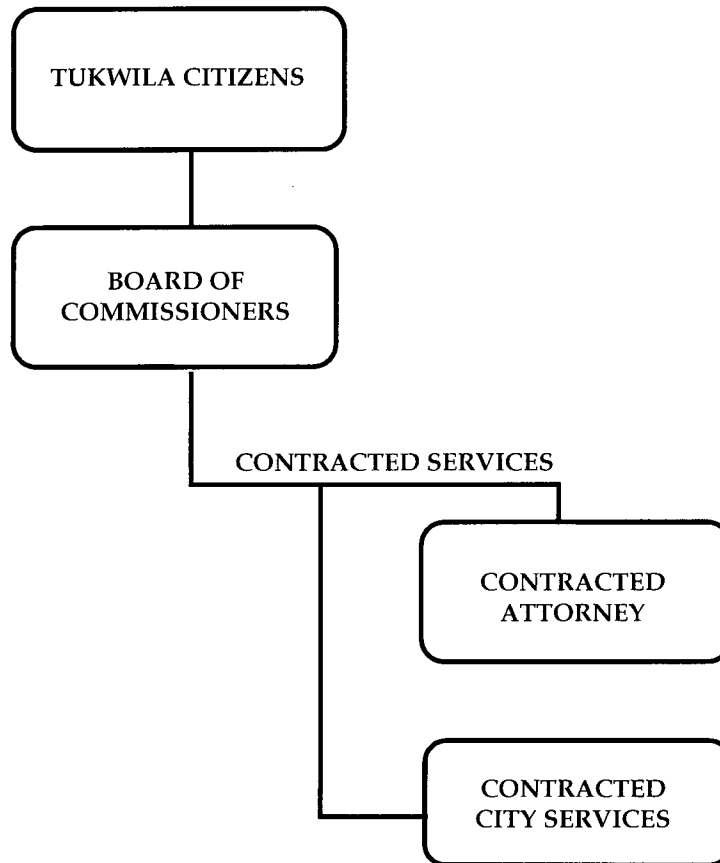 TUKWILA CITIZENS
BOARD OF
COMMISSIONERS
CONTRACTED SERVICES
CONTRACTED
ATTORNEY
CONTRACTED
CITY SERVICES